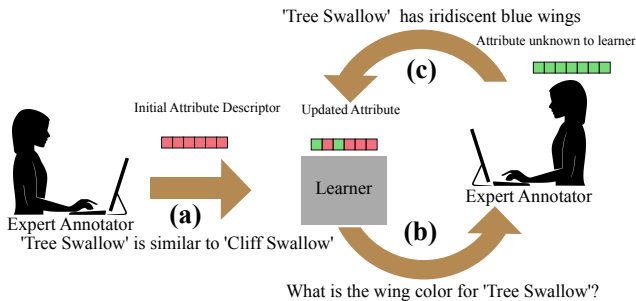 'Tree Swallow' has iridiscent blue wings
Attribute unknown to learner
(c)
Initial Attribute Descriptor
Updated Attribute
Learner
(a)
Expert Annotator
Expert Annotator
'Tree Swallow' is similar to 'Cliff Swallow'
(b)
What is the wing color for 'Tree Swallow'?